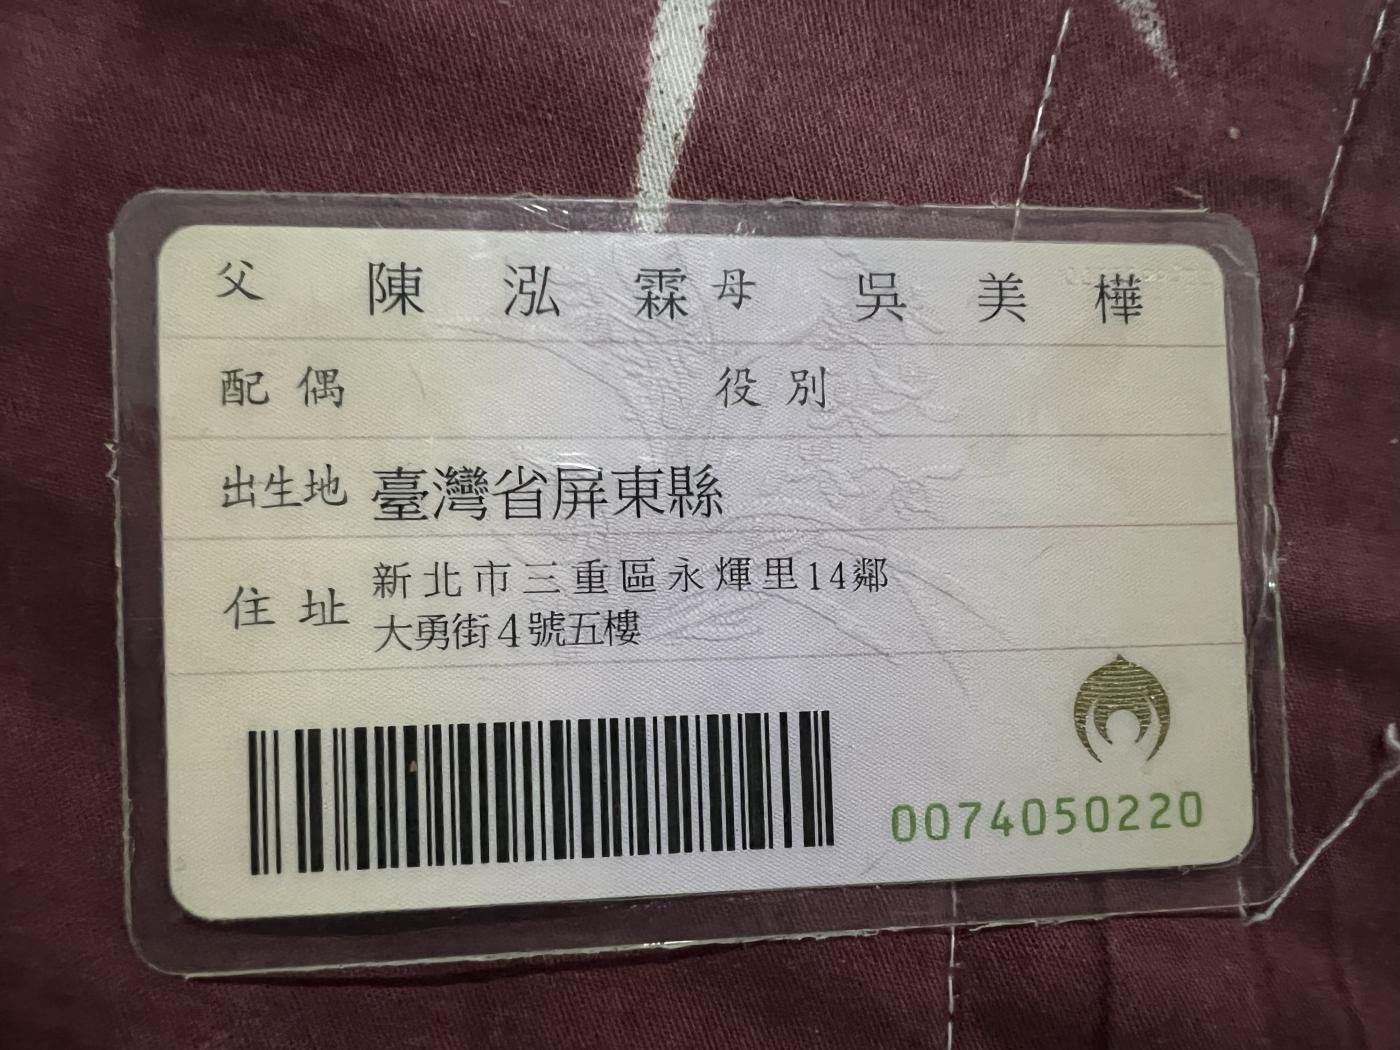 父 陳泓霖 母 吳美樺
配偶 役別
出生地 臺灣省屏東縣
住址 新北市三重區永輝里14鄰
大勇街4號五樓
0074050220